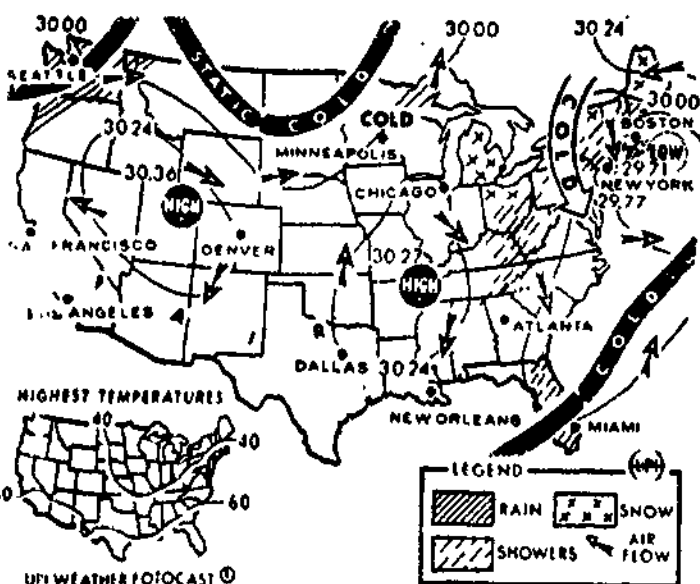 30.00
30.00
30.24
SEATTLE
STATIC COLD
COLD
COLD
30.00
BOSTON
30.24
MINNEAPOLIS
(LOW)
29.71
30.36
CHICAGO
NEW YORK
29.77
HIGH
FRANCISCO
DENVER
30.27
HIGH
ANGELES
ATLANTA
COLD
DALLAS
30.24
HIGHEST TEMPERATURES
NEW ORLEANS
MIAMI
40
40
60
LEGEND
(UPI)
RAIN
SNOW
SHOWERS
AIR
FLOW
UPI WEATHER FOTOCAST